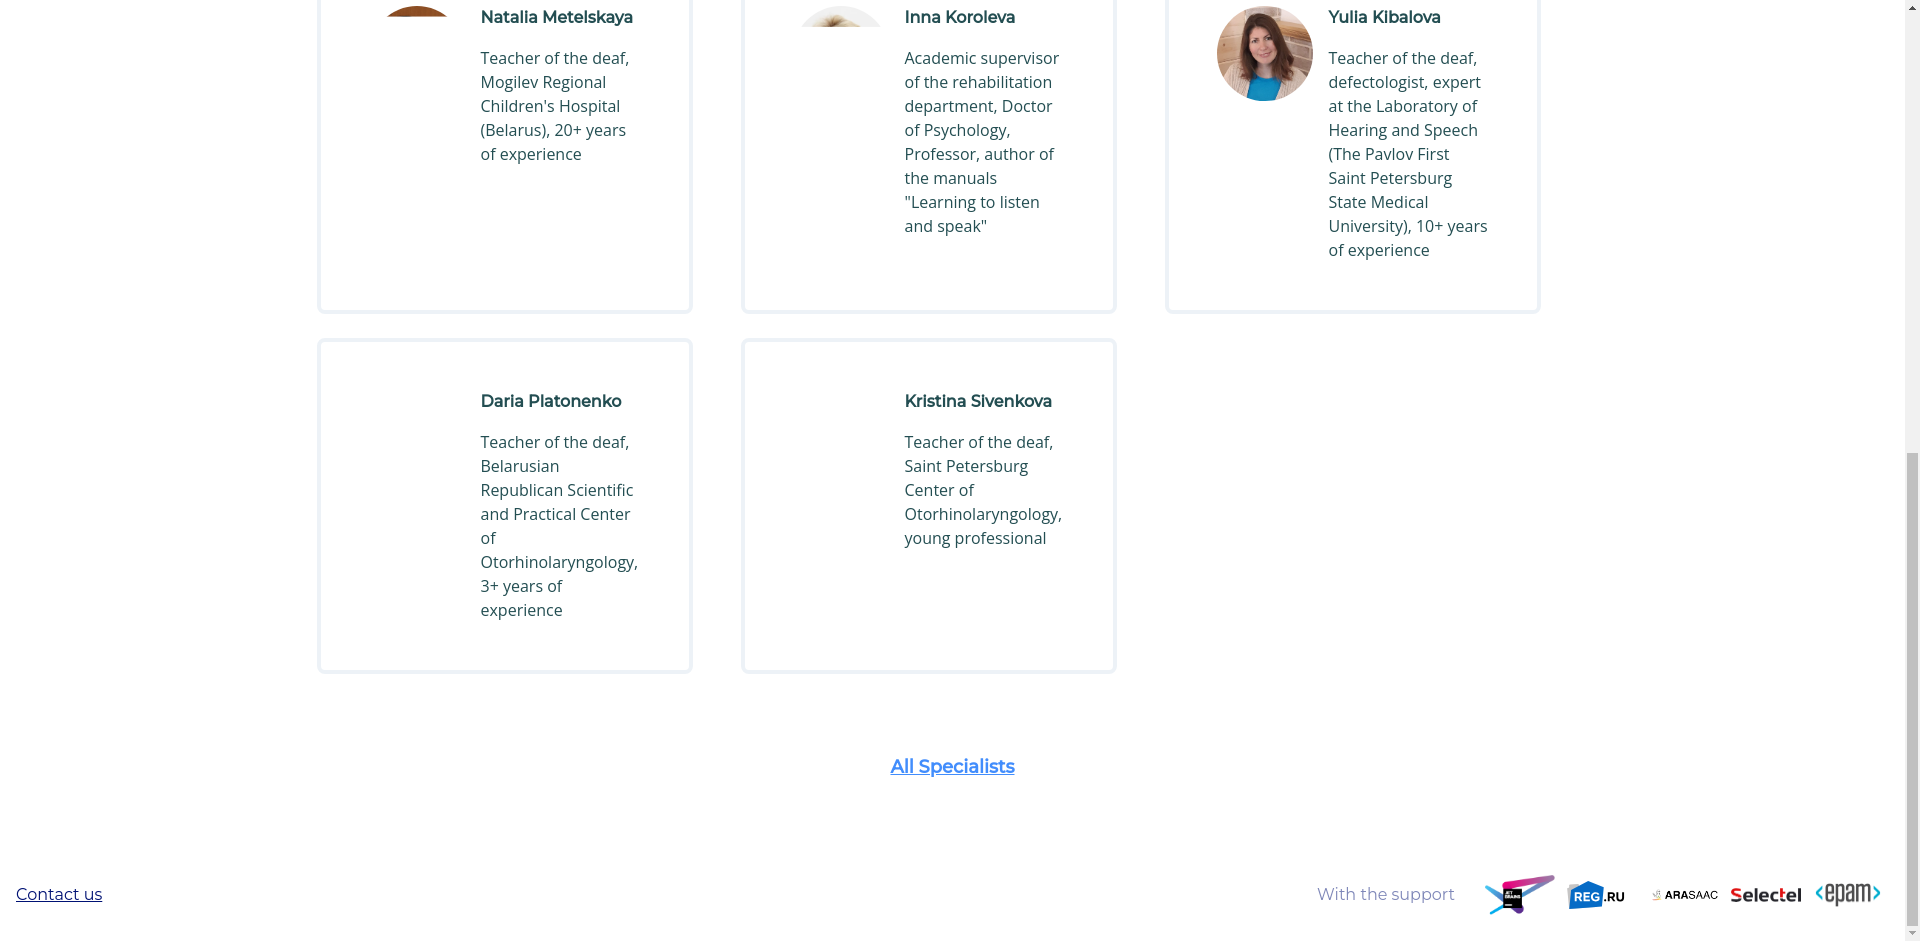 Natalia Metelskaya
Teacher of the deaf,
Mogilev Regional
Children's Hospital
(Belarus), 20+ years
of experience
Inna Koroleva
Academic supervisor
of the rehabilitation
department, Doctor
of Psychology,
Professor, author of
the manuals
"Learning to listen
and speak"
Yulia Kibalova
Teacher of the deaf,
defectologist, expert
at the Laboratory of
Hearing and Speech
(The Pavlov First
Saint Petersburg
State Medical
University), 10+ years
of experience
Daria Platonenko
Teacher of the deaf,
Belarusian
Republican Scientific
and Practical Center
of
Otorhinolaryngology,
3+ years of
experience
Kristina Sivenkova
Teacher of the deaf,
Saint Petersburg
Center of
Otorhinolaryngology,
young professional
All Specialists
Contact us
With the support
JET
BRAINS
REG.RU
ARASAAC
Selectel
<epam>